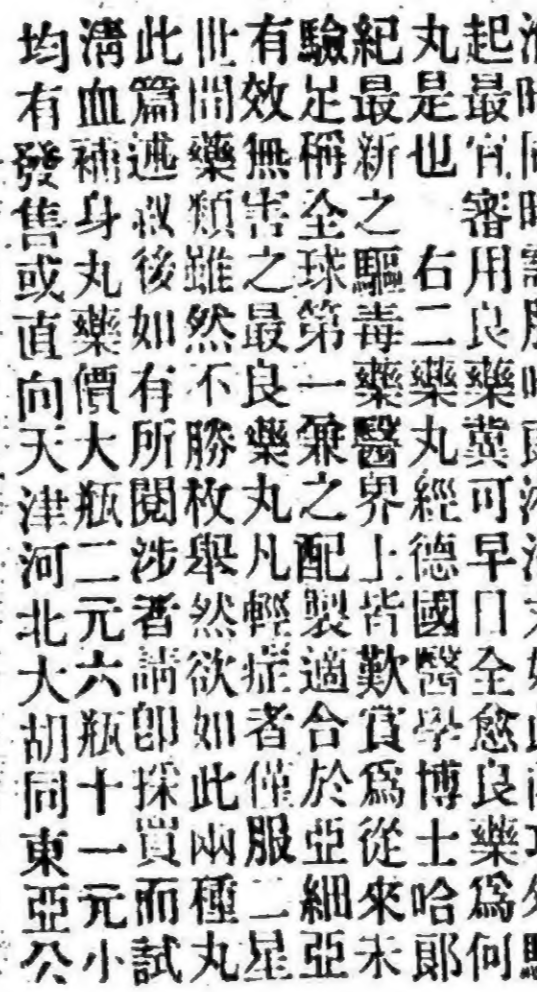 起最宜審用良藥冀可早日全愈良藥爲何
丸是也　右二藥丸經德國醫學博士哈郎
紀最新之驅毒藥醫界上皆歎賞爲從來未
驗足稱全球第一兼之配製適合於亞細亞
有效無害之最良藥丸凡輕症者僅服二星
世間藥類雖然不勝枚舉然欲如此兩種丸
此篇述叙後如有所閱涉者請卽採買而試
淸血補身丸藥價大瓶二元六瓶十一元小
均有發售或直向天津河北大胡同東亞公